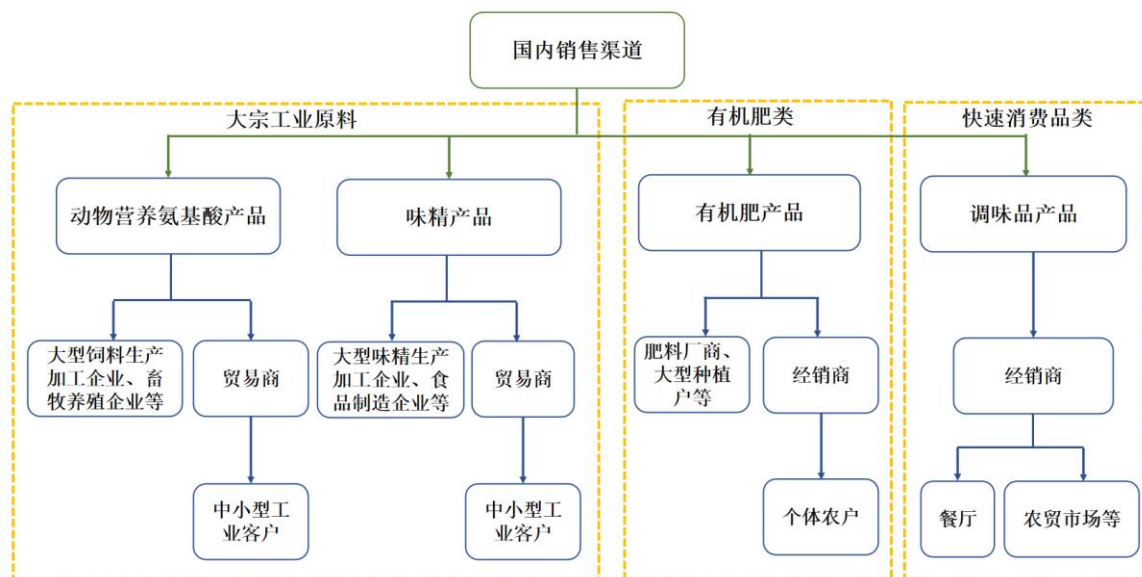 国内销售渠道
大宗工业原料
有机肥类
快速消费品类
动物营养氨基酸产品
味精产品
有机肥产品
调味品产品
大型饲料生产
加工企业、畜
牧养殖企业等
贸易商
大型味精生产
加工企业、食
品制造企业等
贸易商
肥料厂商、
大型种植
户等
经销商
经销商
中小型工
业客户
中小型工
业客户
个体农户
餐厅
农贸市场等